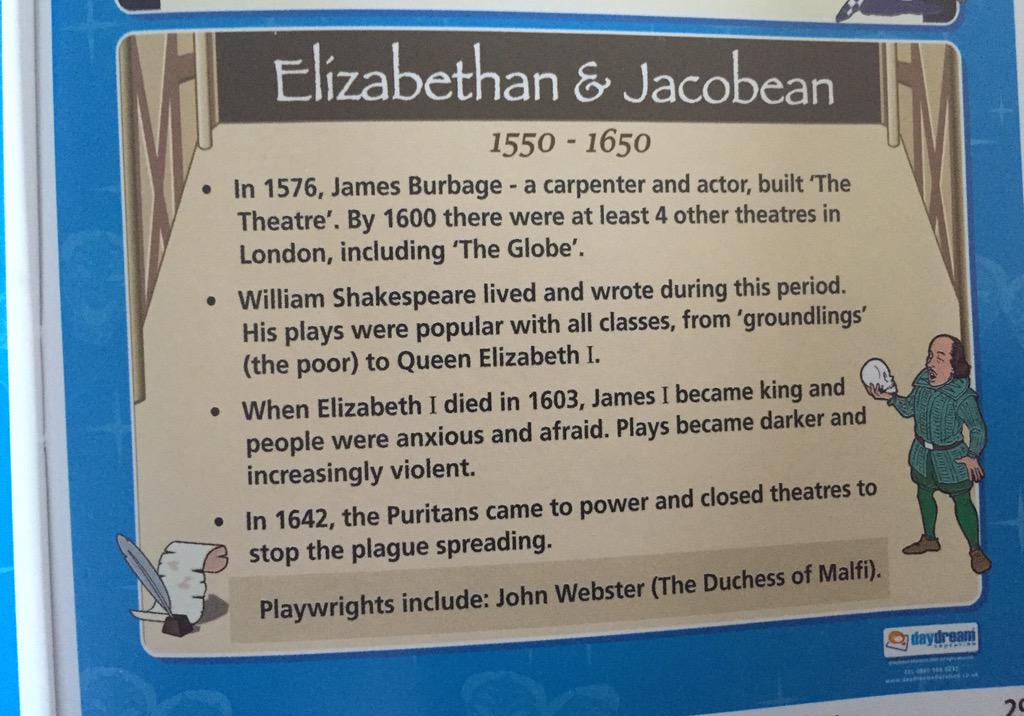 Elizabethan & Jacobean
1550 - 1650
• In 1576, James Burbage - a carpenter and actor, built 'The
Theatre'. By 1600 there were at least 4 other theatres in
London, including 'The Globe'.
• William Shakespeare lived and wrote during this period.
His plays were popular with all classes, from 'groundlings'
(the poor) to Queen Elizabeth I.
• When Elizabeth I died in 1603, James I became king and
people were anxious and afraid. Plays became darker and
increasingly violent.
• In 1642, the Puritans came to power and closed theatres to
stop the plague spreading.
Playwrights include: John Webster (The Duchess of Malfi).
daydream